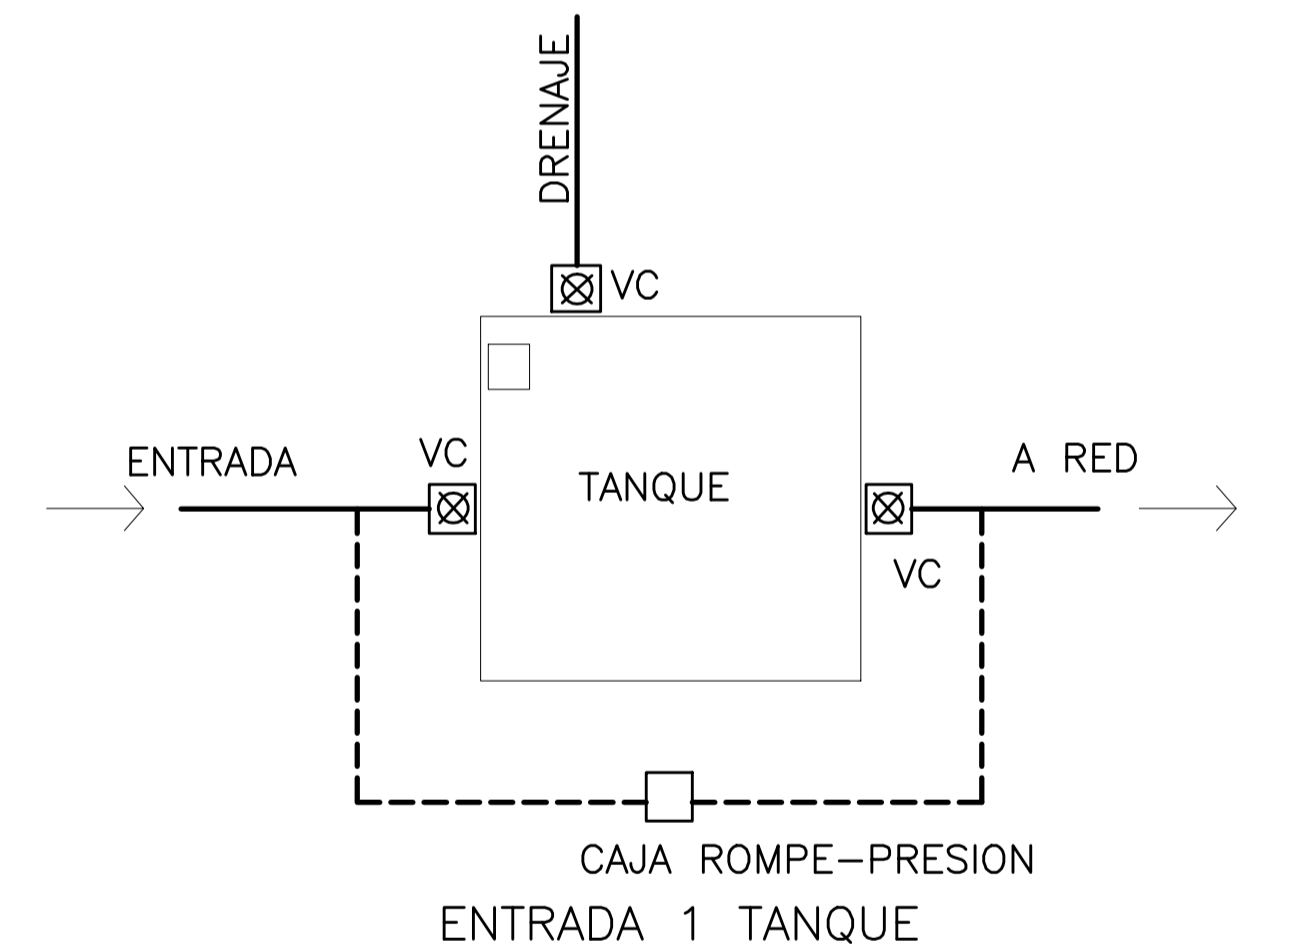 DRENAJE
VC
ENTRADA
VC
TANQUE
A RED
VC
CAJA ROMPE-PRESION
ENTRADA 1 TANQUE